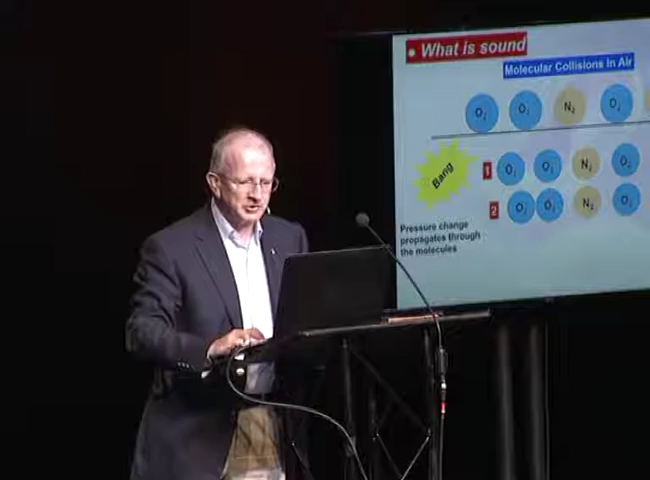 • What is sound
Molecular Collisions in Air
O₂ O₂ N₂ O₂
Bang
1 O₂ O₂ N₂ O₂
2 O₂ O₂ N₂ O₂
Pressure change
propagates through
the molecules